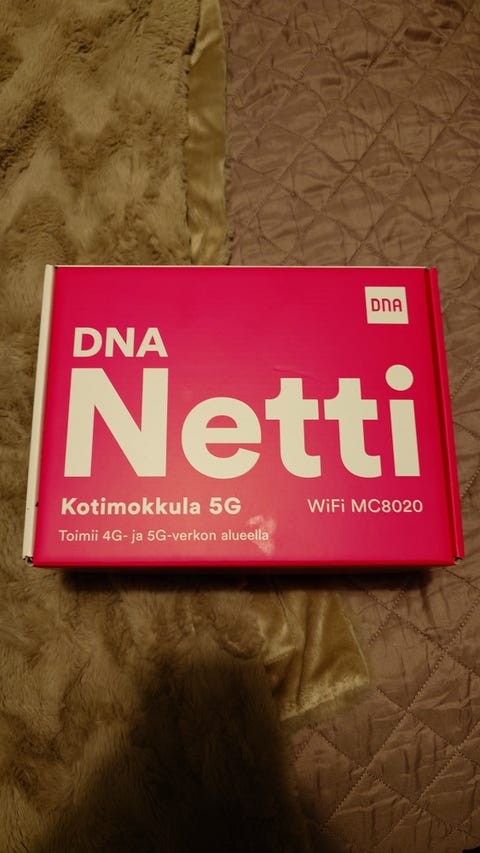 DNA
DNA
Netti
Kotimokkula 5G
WiFi MC8020
Toimii 4G- ja 5G-verkon alueella